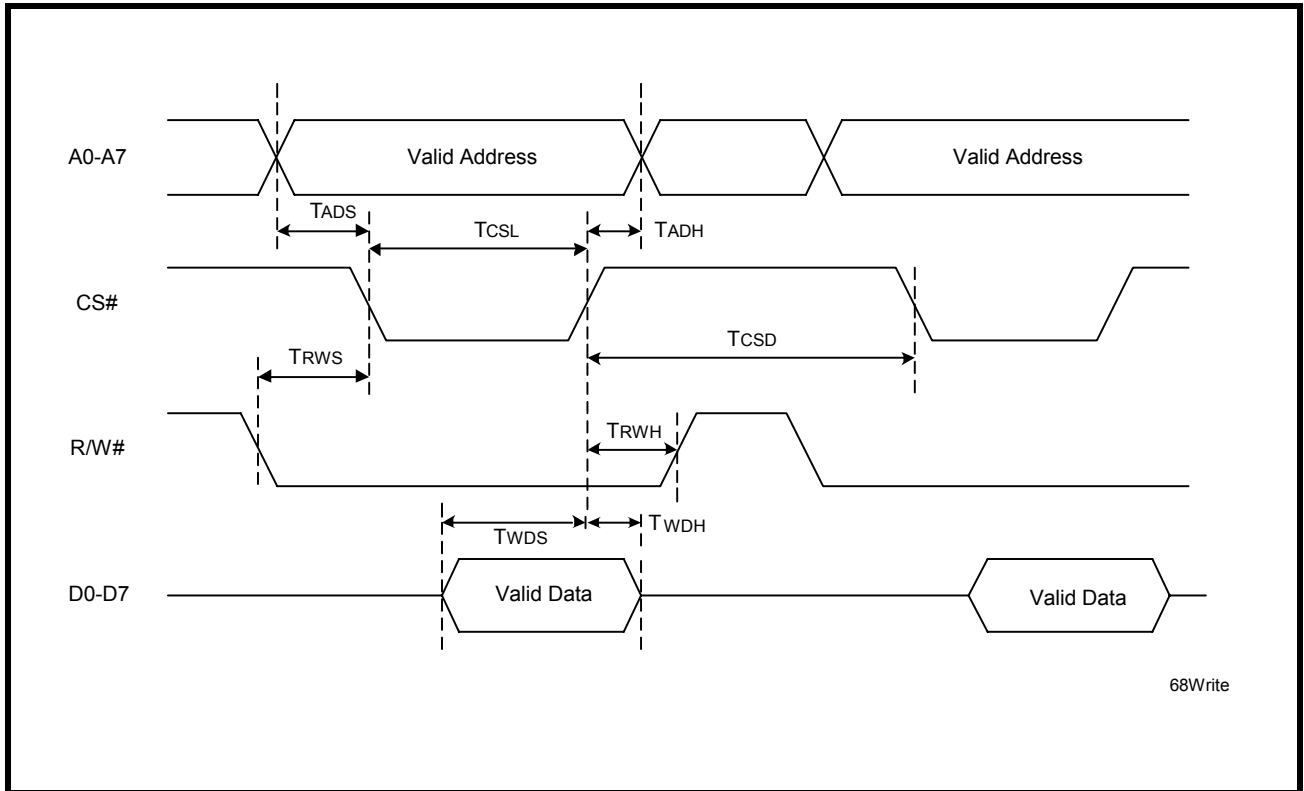 A0-A7
Valid Address
Valid Address
TADS
TCSL
TADH
CS#
TCSD
TRWS
R/W#
TRWH
TWDS
TWDH
D0-D7
Valid Data
Valid Data
68Write